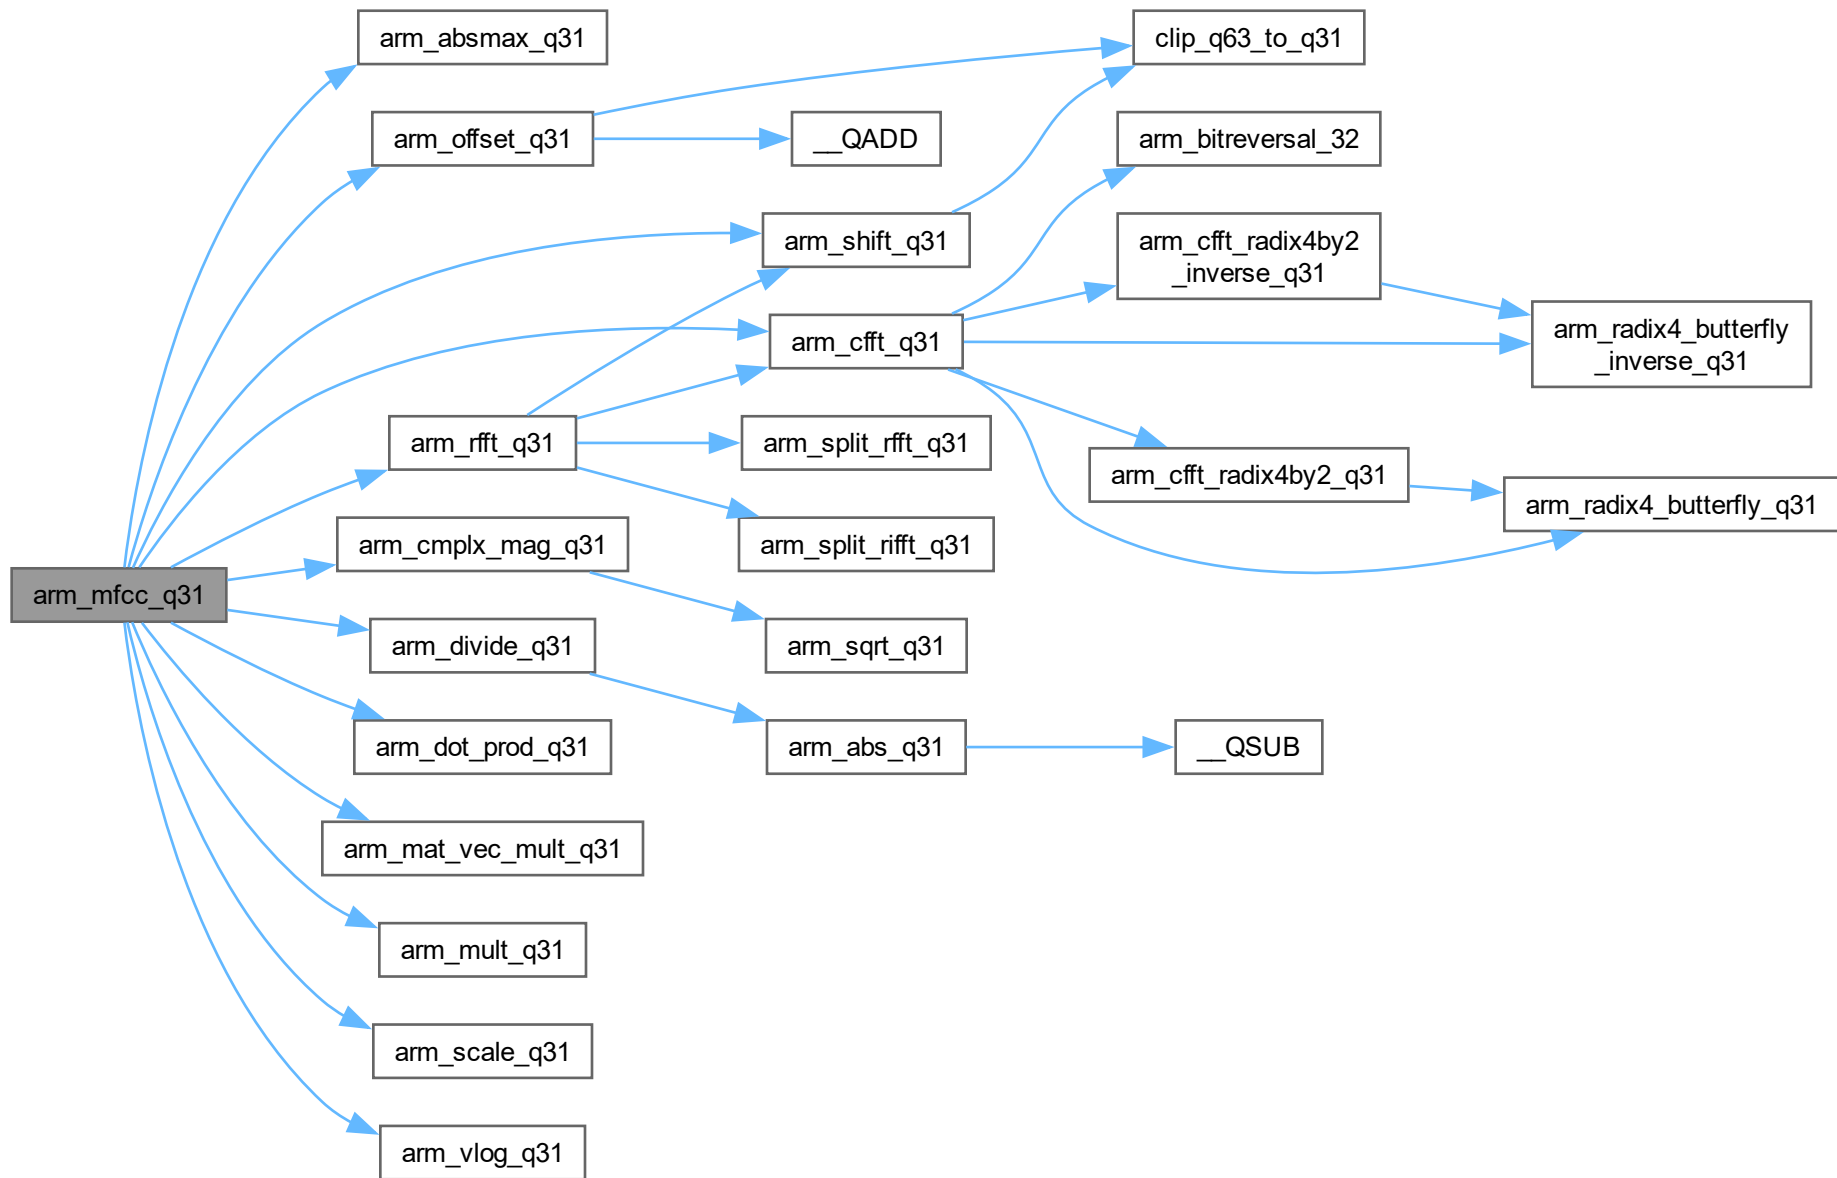 arm_absmax_q31
clip_q63_to_q31
arm_offset_q31
__QADD
arm_bitreversal_32
arm_shift_q31
arm_cfft_radix4by2
_inverse_q31
arm_cfft_q31
arm_radix4_butterfly
_inverse_q31
arm_rfft_q31
arm_split_rfft_q31
arm_cfft_radix4by2_q31
arm_radix4_butterfly_q31
arm_cmplx_mag_q31
arm_split_rifft_q31
arm_mfcc_q31
arm_divide_q31
arm_sqrt_q31
arm_dot_prod_q31
arm_abs_q31
__QSUB
arm_mat_vec_mult_q31
arm_mult_q31
arm_scale_q31
arm_vlog_q31